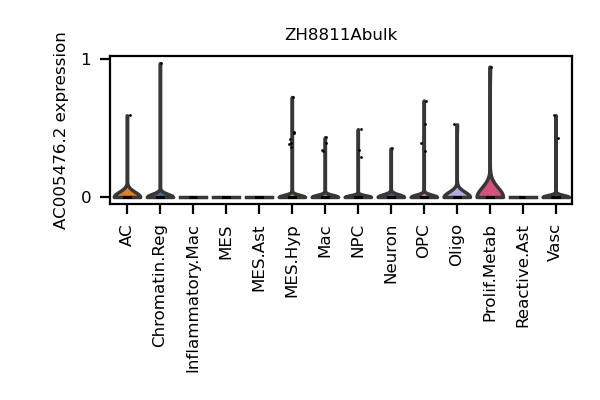 ZH8811Abulk
AC005476.2 expression
1
0
AC
Chromatin.Reg
Inflammatory.Mac
MES
MES.Ast
MES.Hyp
Mac
NPC
Neuron
OPC
Oligo
Prolif.Metab
Reactive.Ast
Vasc